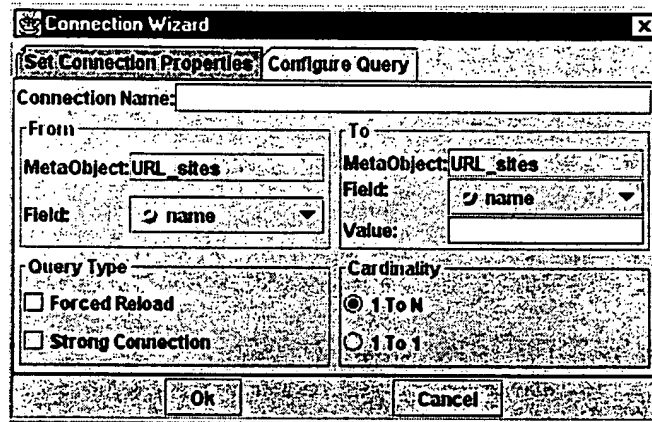 Connection Wizard
Set Connection Properties Configure Query
Connection Name:
From
MetaObject: URL_sites
Field: name
To
MetaObject: URL_sites
Field: name
Value:
Query Type
Forced Reload
Strong Connection
Cardinality
1 To N
1 To 1
Ok Cancel